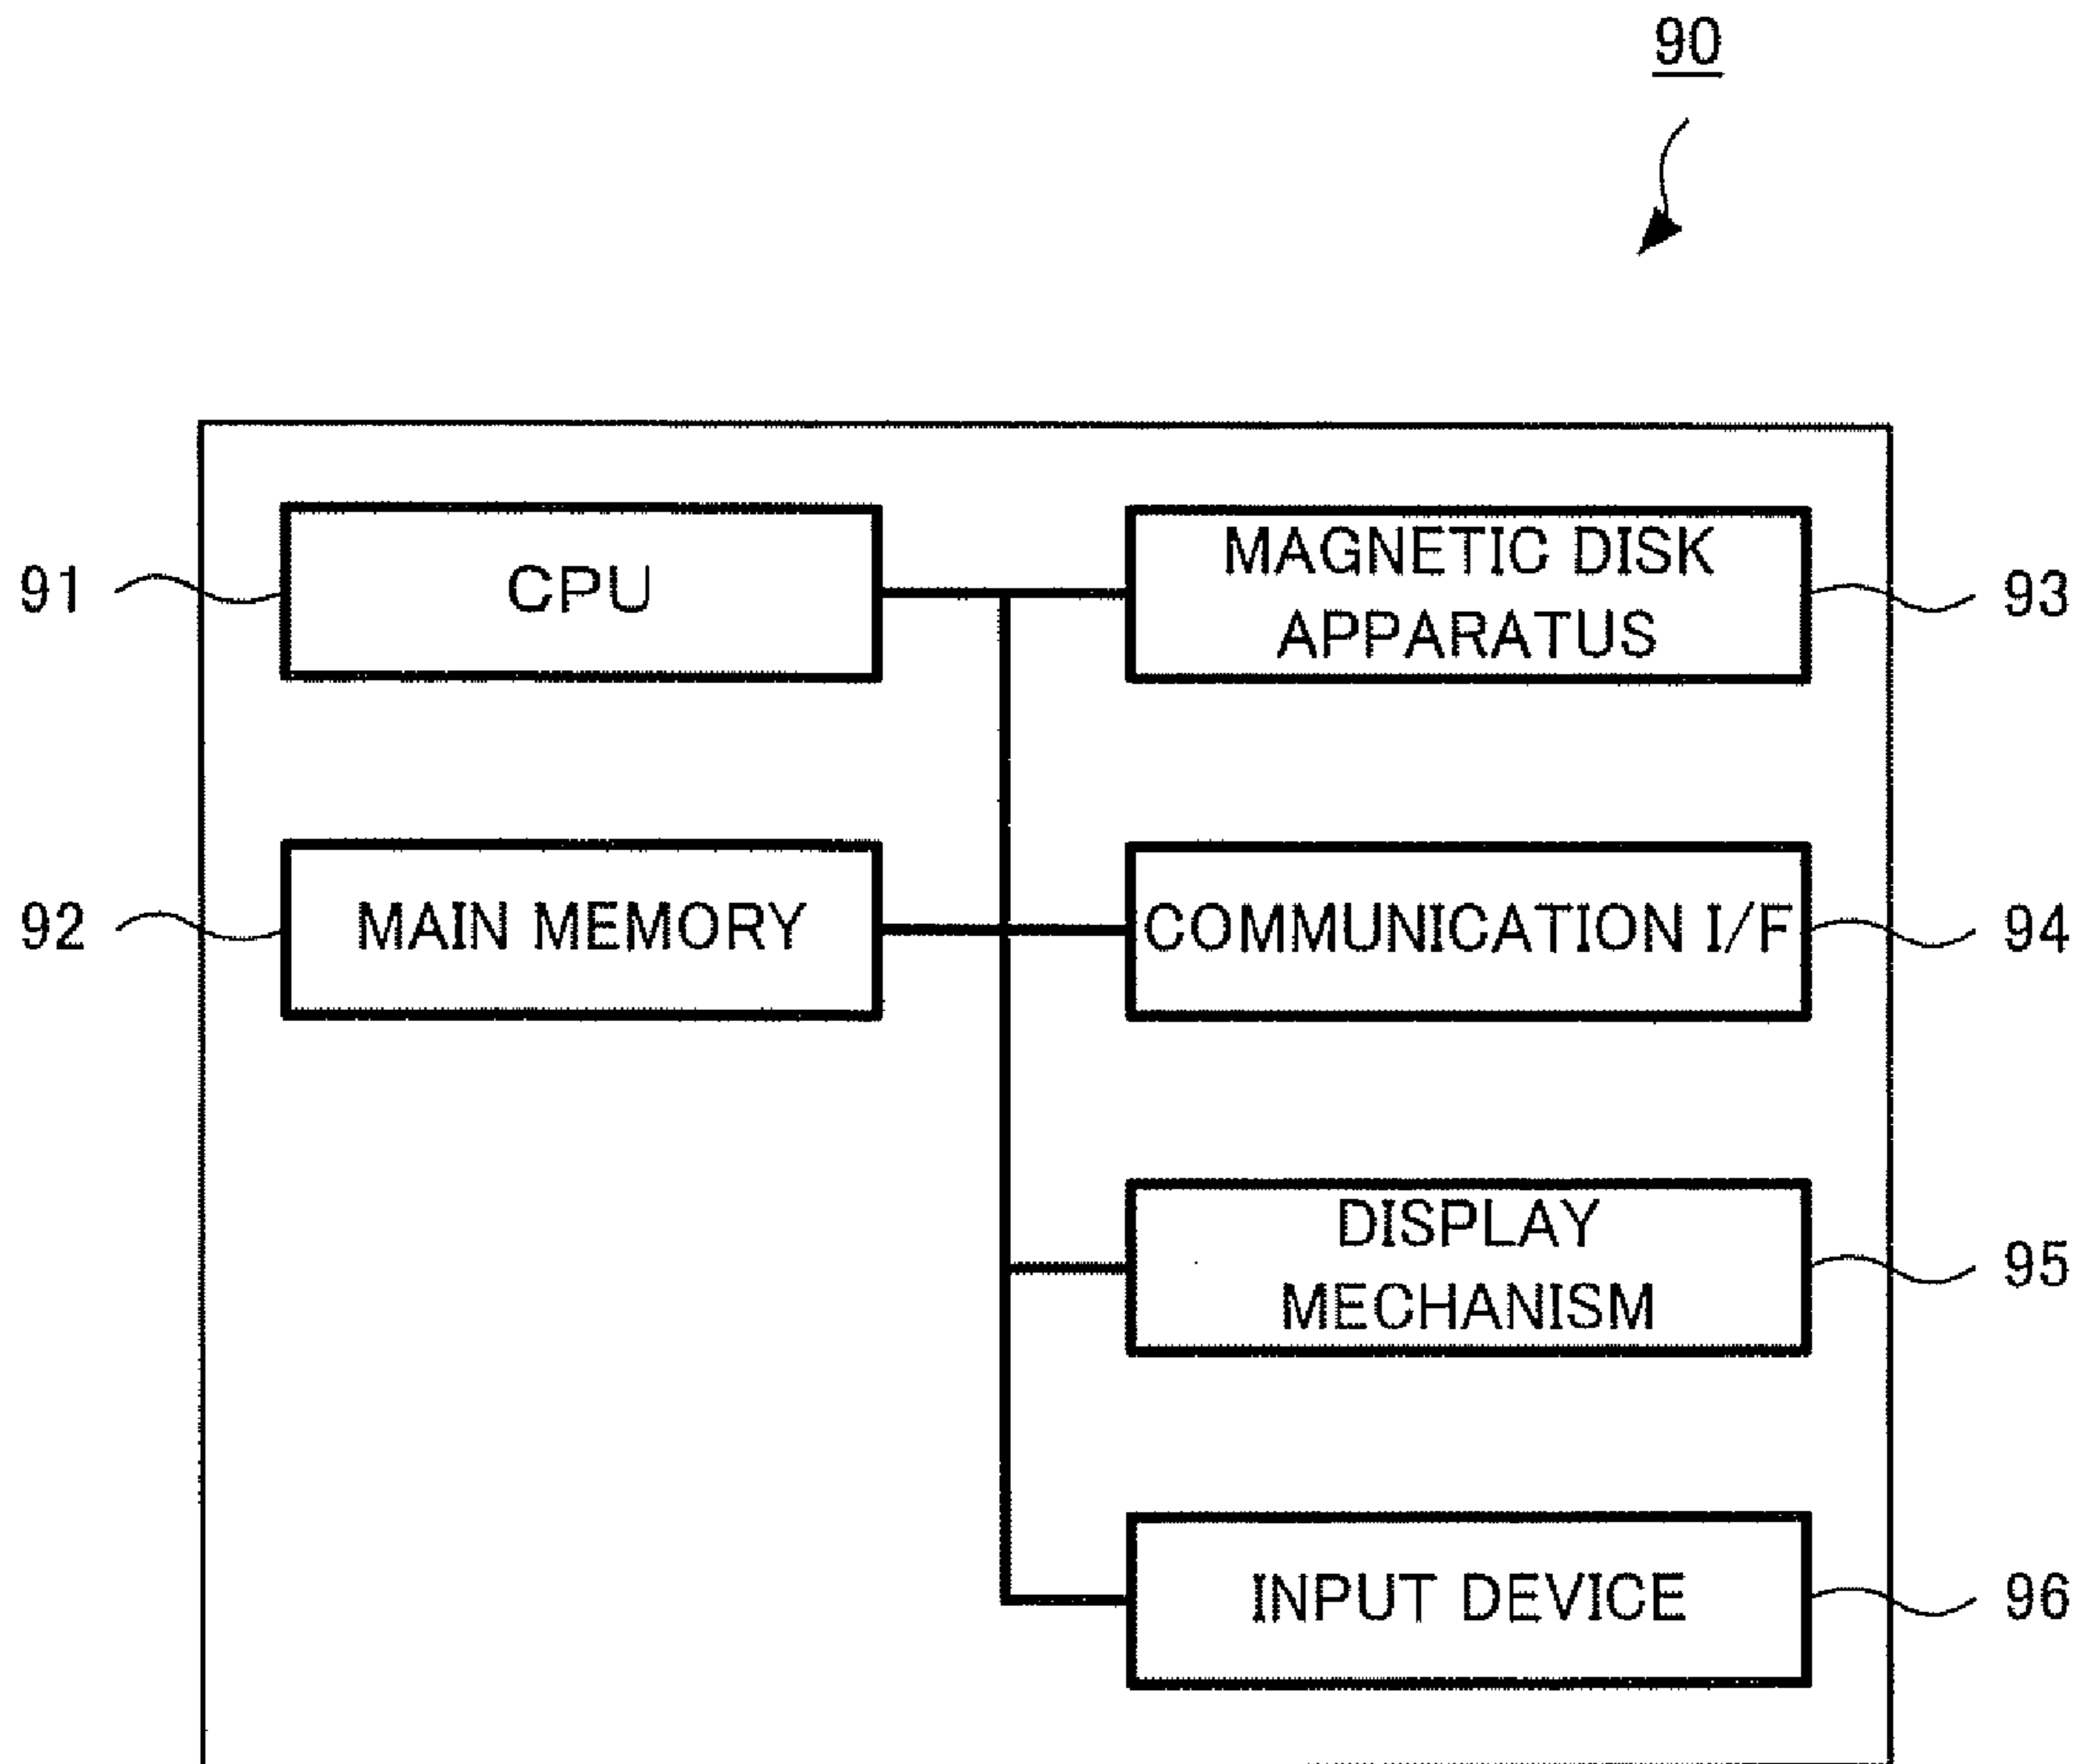 90
91
CPU
MAGNETIC DISK
APPARATUS
93
92
MAIN MEMORY
COMMUNICATION I/F
94
DISPLAY
MECHANISM
95
INPUT DEVICE
96